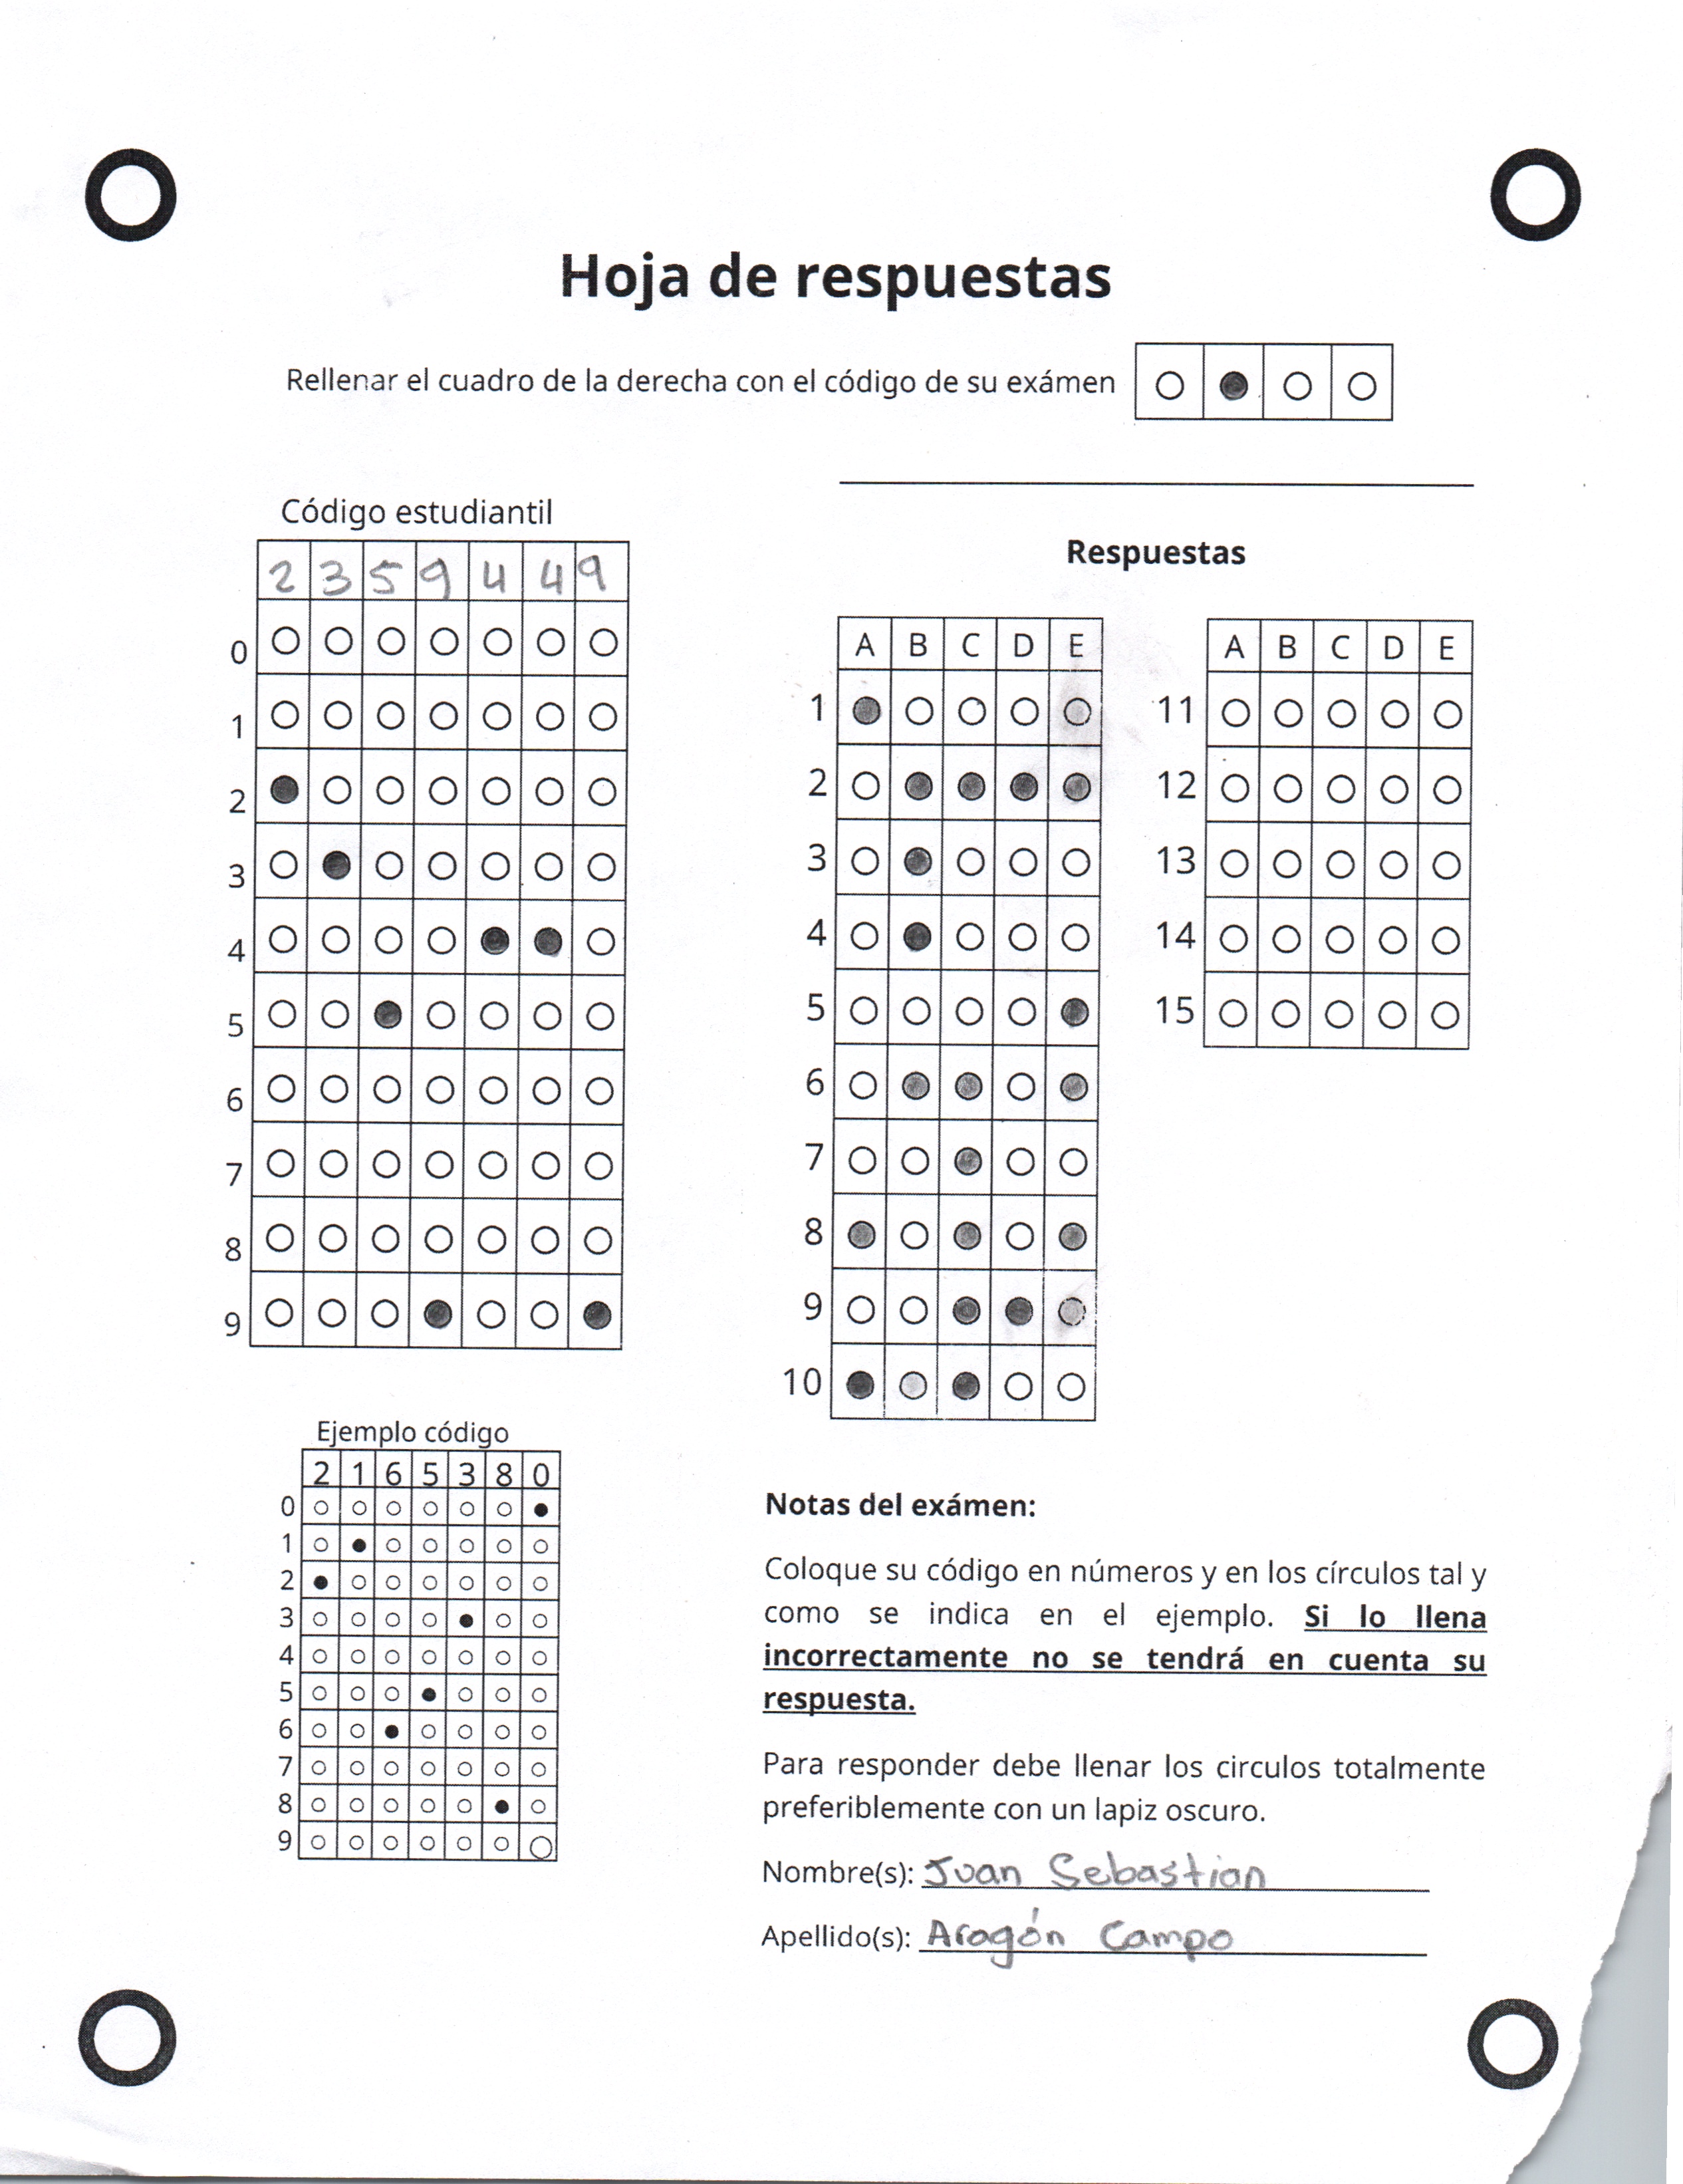 Hoja de respuestas
Rellenar el cuadro de la derecha con el código de su exámen
Código estudiantil
2 3 5 9 4 4 9
0
1
2
3
4
5
6
7
8
9
Respuestas
A B C D E
1
2
3
4
5
6
7
8
9
10
A B C D E
11
12
13
14
15
Ejemplo código
2 1 6 5 3 8 0
0
1
2
3
4
5
6
7
8
9
Notas del exámen:
Coloque su código en números y en los círculos tal y
como se indica en el ejemplo. Si lo llena
incorrectamente no se tendrá en cuenta su
respuesta.
Para responder debe llenar los circulos totalmente
preferiblemente con un lapiz oscuro.
Nombre(s): Juan Sebastian
Apellido(s): Aragón Campo